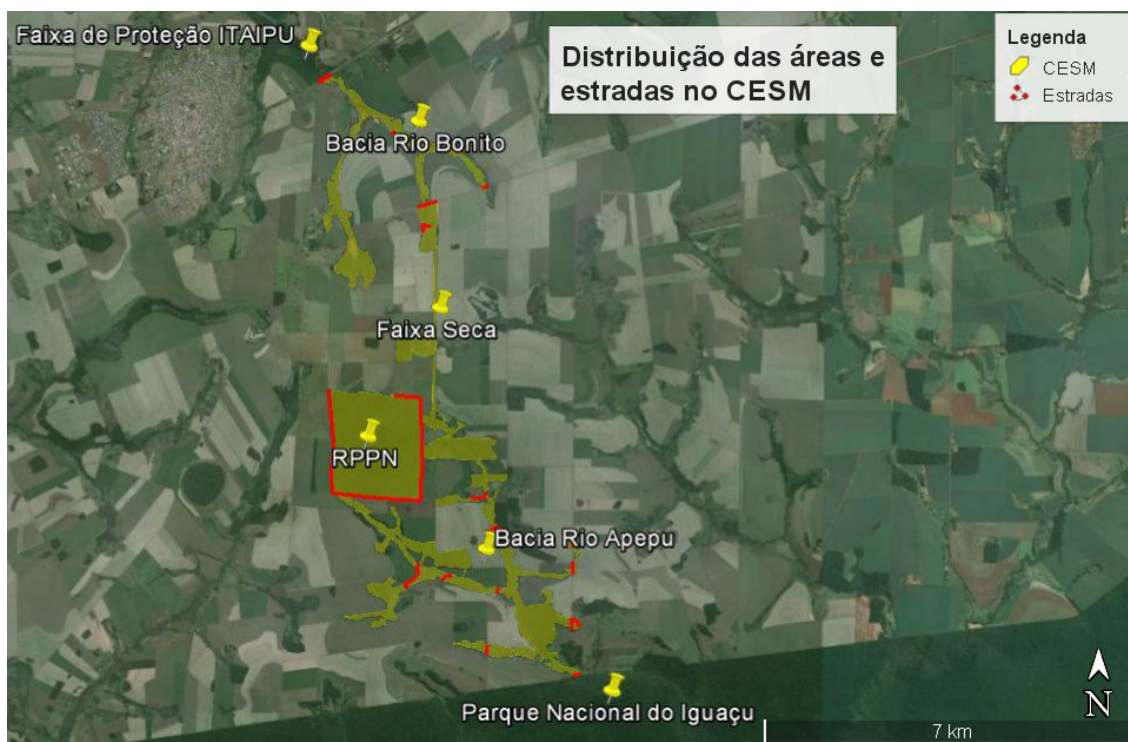 Faixa de Proteção ITAIPU
Distribuição das áreas e
estradas no CESM
Legenda
CESM
Estradas
Bacia Rio Bonito
Faixa Seca
RPPN
Bacia Rio Apepu
Parque Nacional do Iguaçu
7 km
N